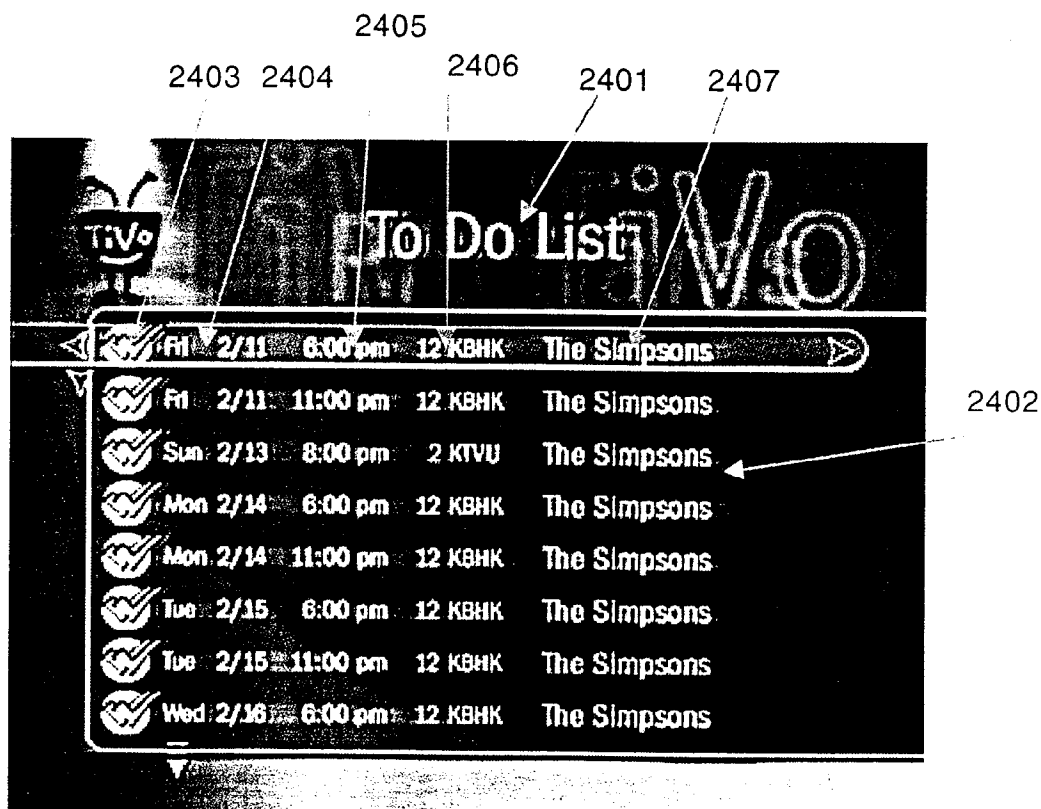 2405
2403 2404 2406 2401 2407
TiVo
TiVo
To Do List
Fri 2/11 6:00 pm 12 KBHK The Simpsons
Fri 2/11 11:00 pm 12 KBHK The Simpsons
2402
Sun 2/13 8:00 pm 2 KTVU The Simpsons
Mon 2/14 6:00 pm 12 KBHK The Simpsons
Mon 2/14 11:00 pm 12 KBHK The Simpsons
Tue 2/15 6:00 pm 12 KBHK The Simpsons
Tue 2/15 11:00 pm 12 KBHK The Simpsons
Wed 2/16 6:00 pm 12 KBHK The Simpsons